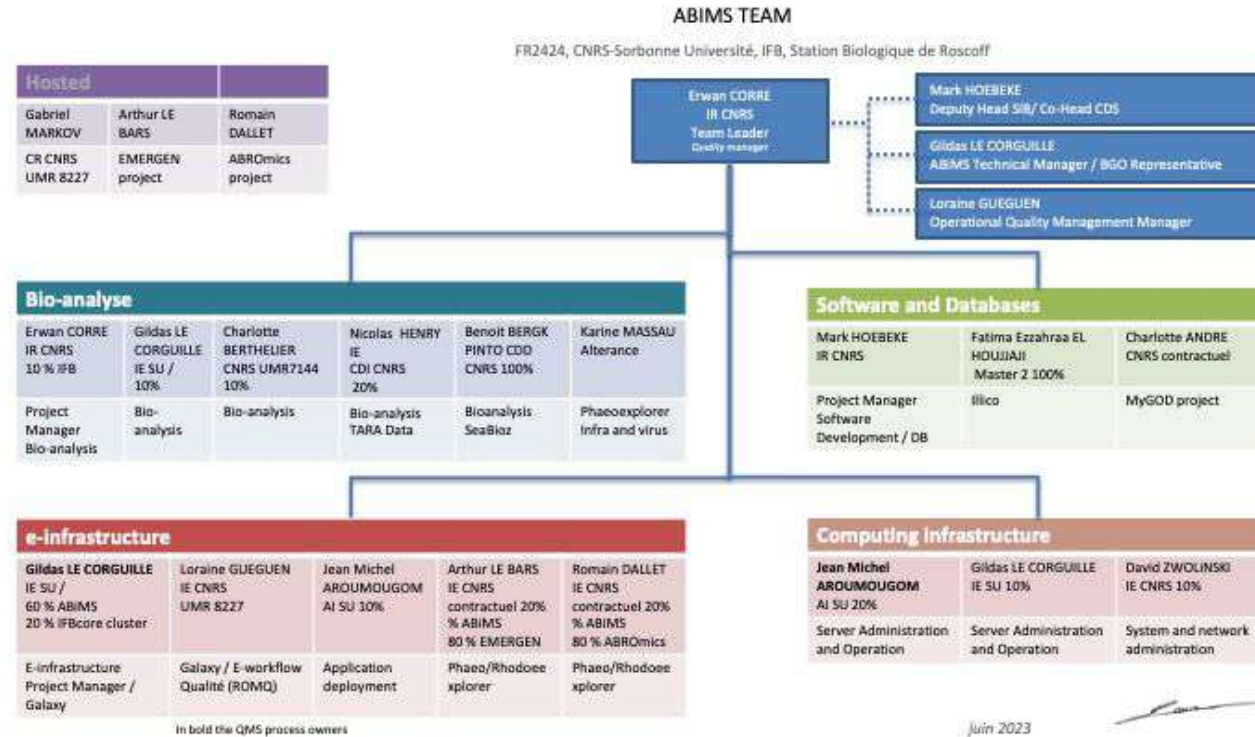 ABIMS TEAM
FR2424, CNRS-Sorbonne Université, IFB, Station Biologique de Roscoff
Hosted
Gabriel
MARKOV
Arthur LE
BARS
Romain
DALLET
CR CNRS
UMR 8227
EMERGEN
project
ABROmics
project
Erwan CORRE
IR CNRS
Team Leader
Quality manager
Mark HOEBEKE
Deputy Head SIB/ Co-Head CDS
Gildas LE CORGUILLE
ABiMS Technical Manager / BGO Representative
Loraine GUEGUEN
Operational Quality Management Manager
Bio-analyse
Erwan CORRE
IR CNRS
10 % IFB
Gildas LE
CORGUILLE
IE SU /
10%
Charlotte
BERTHELIER
CNRS UMR7144
10%
Nicolas HENRY
IE
CDI CNRS
20%
Benoit BERGK
PINTO CDD
CNRS 100%
Karine MASSAU
Alterance
Project
Manager
Bio-analysis
Bio-
analysis
Bio-analysis
Bio-analysis
TARA Data
Bioanalysis
SeaBioz
Phaeoexplorer
Infra and virus
Software and Databases
Mark HOEBEKE
IR CNRS
Fatima Ezzahraa EL
HOUJJAJI
Master 2 100%
Charlotte ANDRE
CNRS contractuel
Project Manager
Software
Development / DB
Illico
MyGOD project
e-infrastructure
Gildas LE CORGUILLE
IE SU /
60 % ABiMS
20 % IFBcore cluster
Loraine GUEGUEN
IE CNRS
UMR 8227
Jean Michel
AROUMOUGOM
AI SU 10%
Arthur LE BARS
IE CNRS
contractuel 20%
% ABiMS
80 % EMERGEN
Romain DALLET
IE CNRS
contractuel 20%
% ABiMS
80 % ABROmics
E-infrastructure
Project Manager /
Galaxy
Galaxy / E-workflow
Qualité (ROMQ)
Application
deployment
Phaeo/Rhodoee
xplorer
Phaeo/Rhodoee
xplorer
Computing Infrastructure
Jean Michel
AROUMOUGOM
AI SU 20%
Gildas LE CORGUILLE
IE SU 10%
David ZWOLINSKI
IE CNRS 10%
Server Administration
and Operation
Server Administration
and Operation
System and network
administration
In bold the QMS process owners
juin 2023